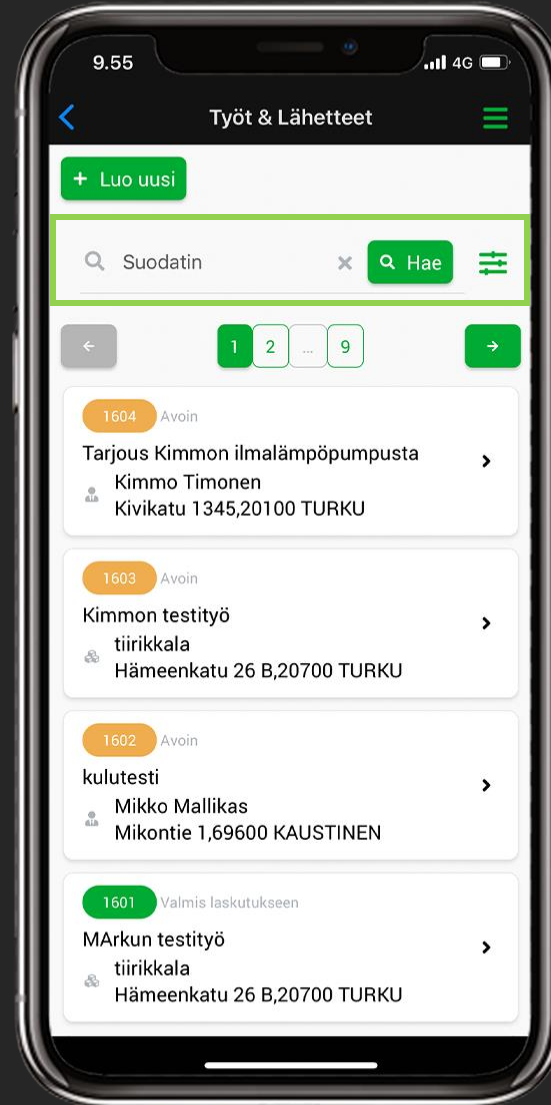 9.55
4G
Työt & Lähetteet
+ Luo uusi
Suodatin
Hae
1 2 ... 9
1604 Avoin
Tarjous Kimmon ilmalämpöpumpusta
Kimmo Timonen
Kivikatu 1345,20100 TURKU
1603 Avoin
Kimmon testityö
tiirikkala
Hämeenkatu 26 B,20700 TURKU
1602 Avoin
kulutesti
Mikko Mallikas
Mikontie 1,69600 KAUSTINEN
1601 Valmis laskutukseen
MArkun testityö
tiirikkala
Hämeenkatu 26 B,20700 TURKU